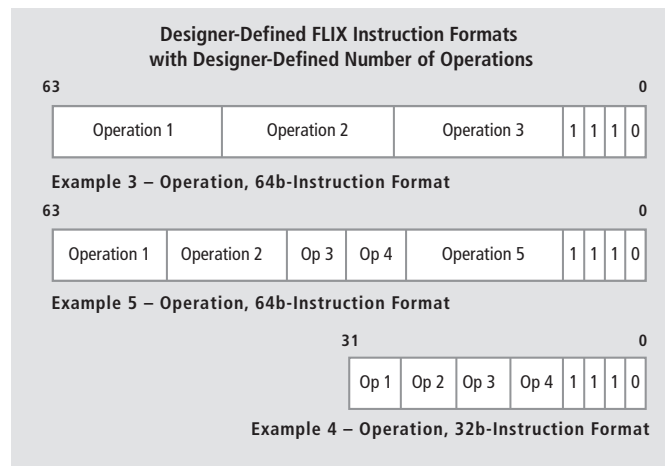 Designer-Defined FLIX Instruction Formats
with Designer-Defined Number of Operations
63 0
Operation 1 Operation 2 Operation 3 1 1 1 0
Example 3 – Operation, 64b-Instruction Format
63 0
Operation 1 Operation 2 Op 3 Op 4 Operation 5 1 1 1 0
Example 5 – Operation, 64b-Instruction Format
31 0
Op 1 Op 2 Op 3 Op 4 1 1 1 0
Example 4 – Operation, 32b-Instruction Format